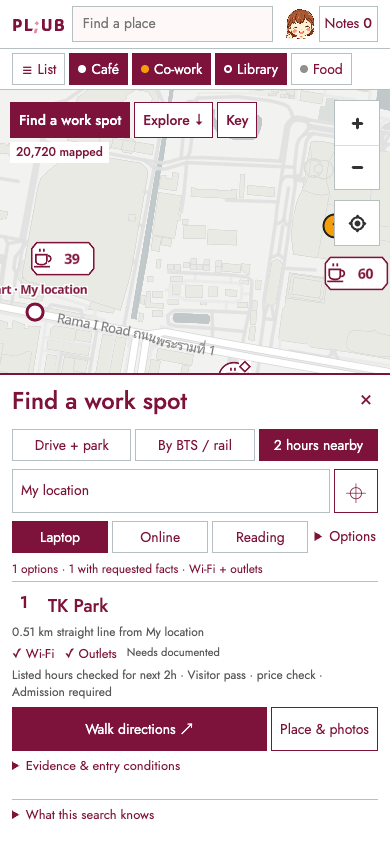 PL;UB
Find a place
Notes 0
≡ List
Café
Co-work
Library
Food
Find a work spot
Explore ↓
Key
20,720 mapped
+
−
39
60
art · My location
Rama I Road ถนนพระรามที่ 1
Find a work spot
×
Drive + park
By BTS / rail
2 hours nearby
My location
Laptop
Online
Reading
▶ Options
1 options · 1 with requested facts · Wi-Fi + outlets
1 TK Park
0.51 km straight line from My location
✓ Wi-Fi ✓ Outlets Needs documented
Listed hours checked for next 2h · Visitor pass · price check ·
Admission required
Walk directions ↗
Place & photos
▶ Evidence & entry conditions
▶ What this search knows